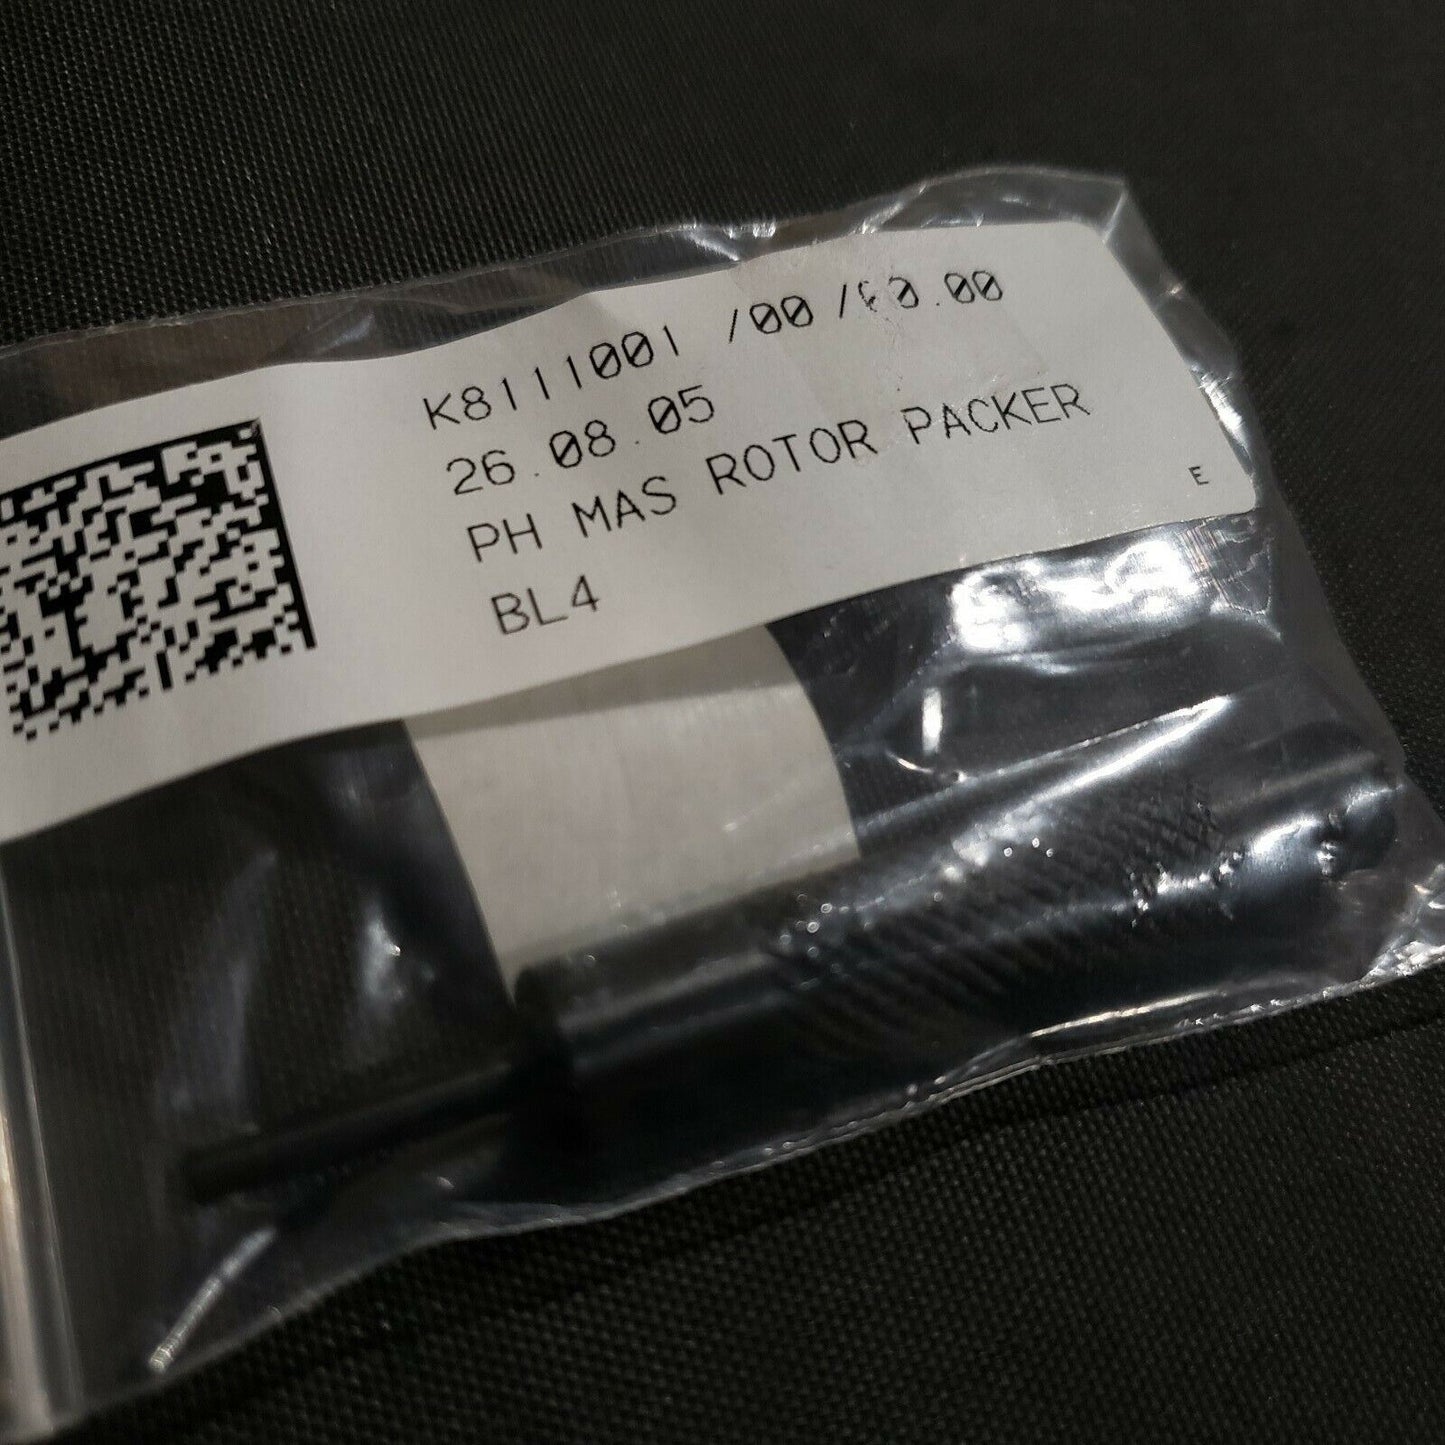 K8111001 /00 / 0.00
26.08.05
PH MAS ROTOR PACKER
BL4
E